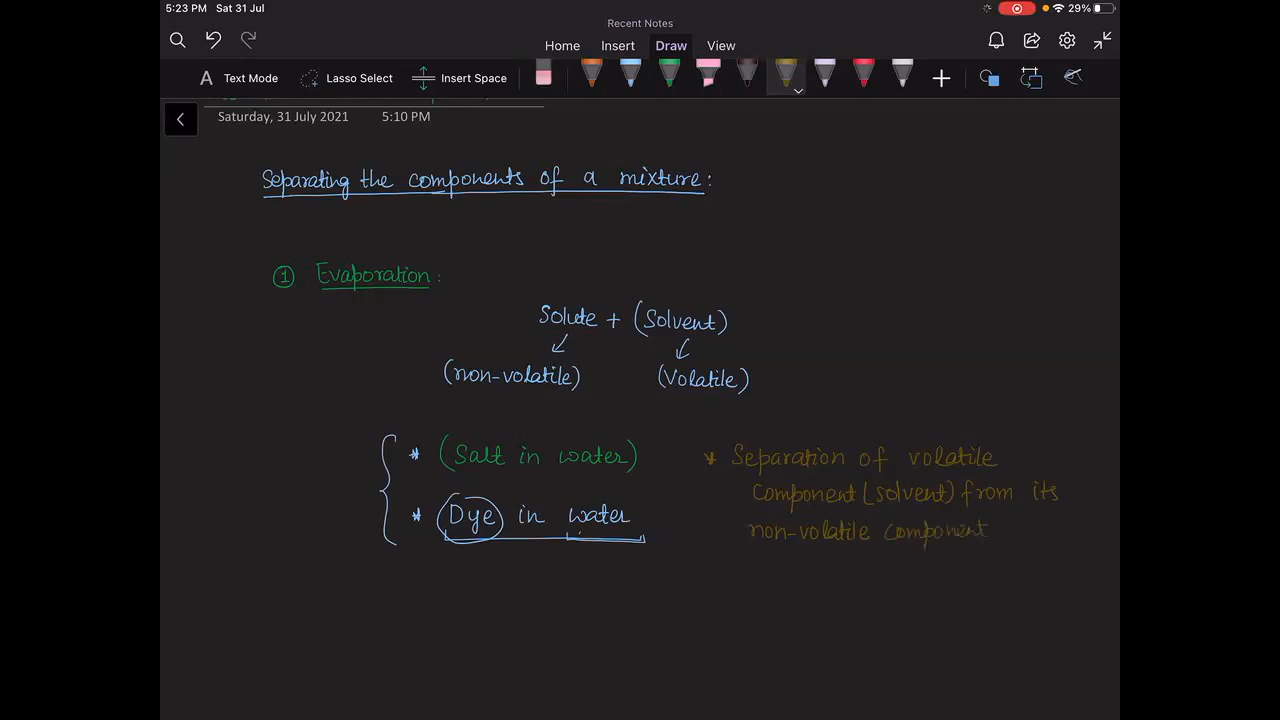 5:23 PM Sat 31 Jul 29%
Recent Notes
Home Insert Draw View
A Text Mode Lasso Select Insert Space
Saturday, 31 July 2021 5:10 PM
Separating the components of a mixture:
① Evaporation:
Solute + (Solvent)
(non-volatile) (Volatile)
* (Salt in water)
* Dye in water
* Separation of volatile
Component (solvent) from its
non-volatile component